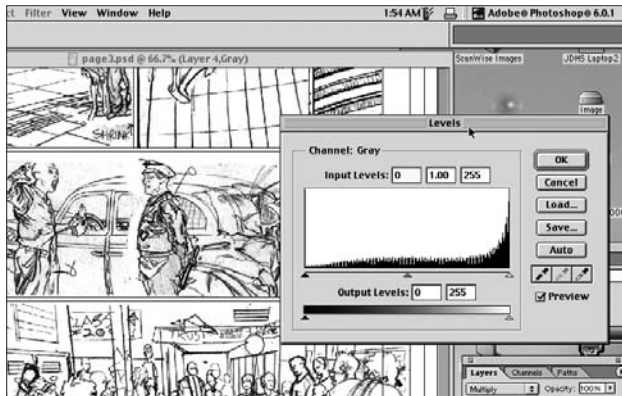 ct Filter View Window Help 1:54 AM Adobe® Photoshop® 6.0.1
page3.psd @ 66.7% (Layer 4,Gray)
ScanWise Images JDHS Laptop2
SHRINK
image
Levels
Channel: Gray
Input Levels: 0 1.00 255
OK
Cancel
Load...
Save...
Auto
Output Levels: 0 255
Preview
Layers Channels Paths
Multiply Opacity: 100%